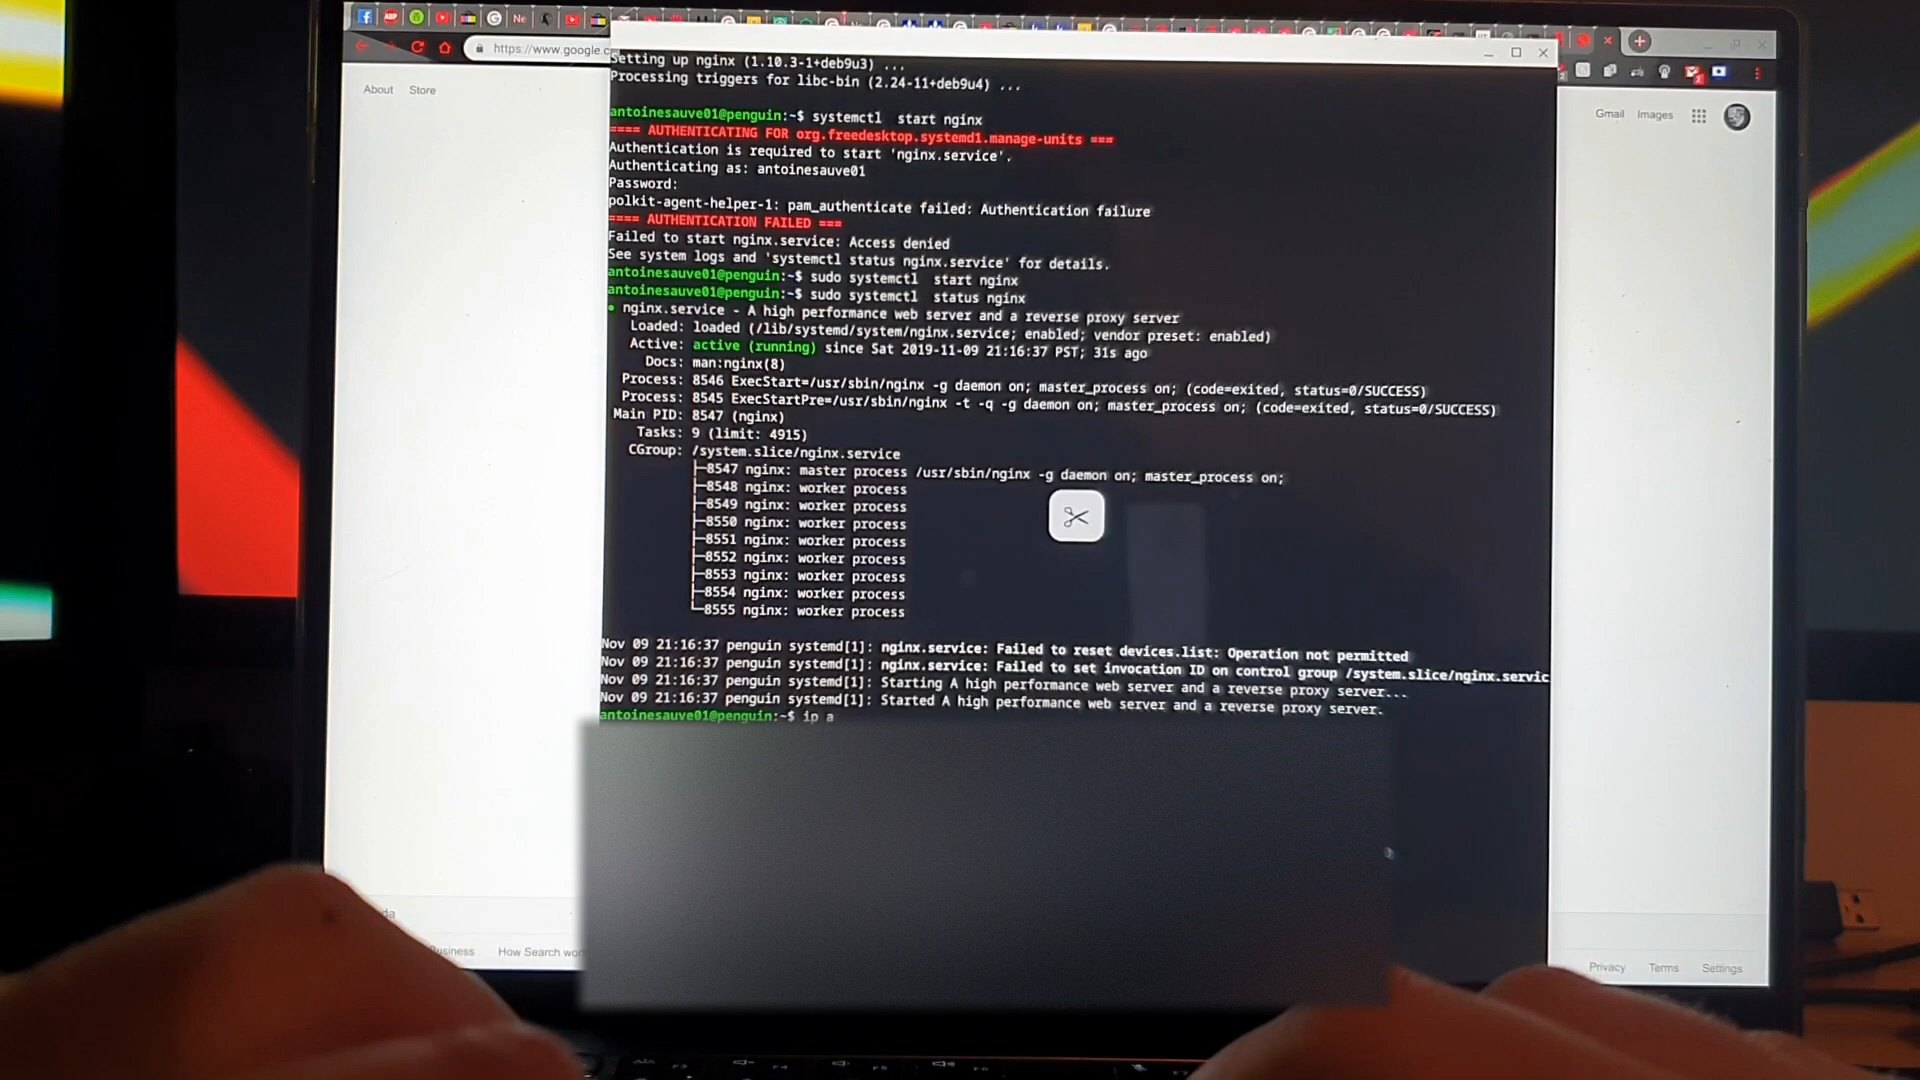 Ne
https://www.google.c
About Store
Gmail Images
Setting up nginx (1.10.3-1+deb9u3) ...
Processing triggers for libc-bin (2.24-11+deb9u4) ...
antoinesauve01@penguin:~$ systemctl  start nginx
==== AUTHENTICATING FOR org.freedesktop.systemd1.manage-units ===
Authentication is required to start 'nginx.service'.
Authenticating as: antoinesauve01
Password:
polkit-agent-helper-1: pam_authenticate failed: Authentication failure
==== AUTHENTICATION FAILED ===
Failed to start nginx.service: Access denied
See system logs and 'systemctl status nginx.service' for details.
antoinesauve01@penguin:~$ sudo systemctl  start nginx
antoinesauve01@penguin:~$ sudo systemctl  status nginx
● nginx.service - A high performance web server and a reverse proxy server
Loaded: loaded (/lib/systemd/system/nginx.service; enabled; vendor preset: enabled)
Active: active (running) since Sat 2019-11-09 21:16:37 PST; 31s ago
Docs: man:nginx(8)
Process: 8546 ExecStart=/usr/sbin/nginx -g daemon on; master_process on; (code=exited, status=0/SUCCESS)
Process: 8545 ExecStartPre=/usr/sbin/nginx -t -q -g daemon on; master_process on; (code=exited, status=0/SUCCESS)
Main PID: 8547 (nginx)
Tasks: 9 (limit: 4915)
CGroup: /system.slice/nginx.service
├─8547 nginx: master process /usr/sbin/nginx -g daemon on; master_process on;
├─8548 nginx: worker process
├─8549 nginx: worker process
├─8550 nginx: worker process
├─8551 nginx: worker process
├─8552 nginx: worker process
├─8553 nginx: worker process
├─8554 nginx: worker process
└─8555 nginx: worker process
Nov 09 21:16:37 penguin systemd[1]: nginx.service: Failed to reset devices.list: Operation not permitted
Nov 09 21:16:37 penguin systemd[1]: nginx.service: Failed to set invocation ID on control group /system.slice/nginx.servic
Nov 09 21:16:37 penguin systemd[1]: Starting A high performance web server and a reverse proxy server...
Nov 09 21:16:37 penguin systemd[1]: Started A high performance web server and a reverse proxy server.
antoinesauve01@penguin:~$ ip a
da
Business How Search wor
Privacy Terms Settings